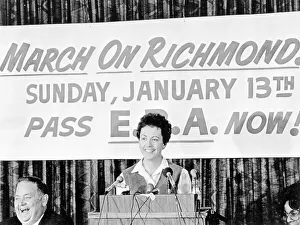 MARCH ON RICHMOND!
SUNDAY, JANUARY 13TH
PASS E.R.A. NOW!